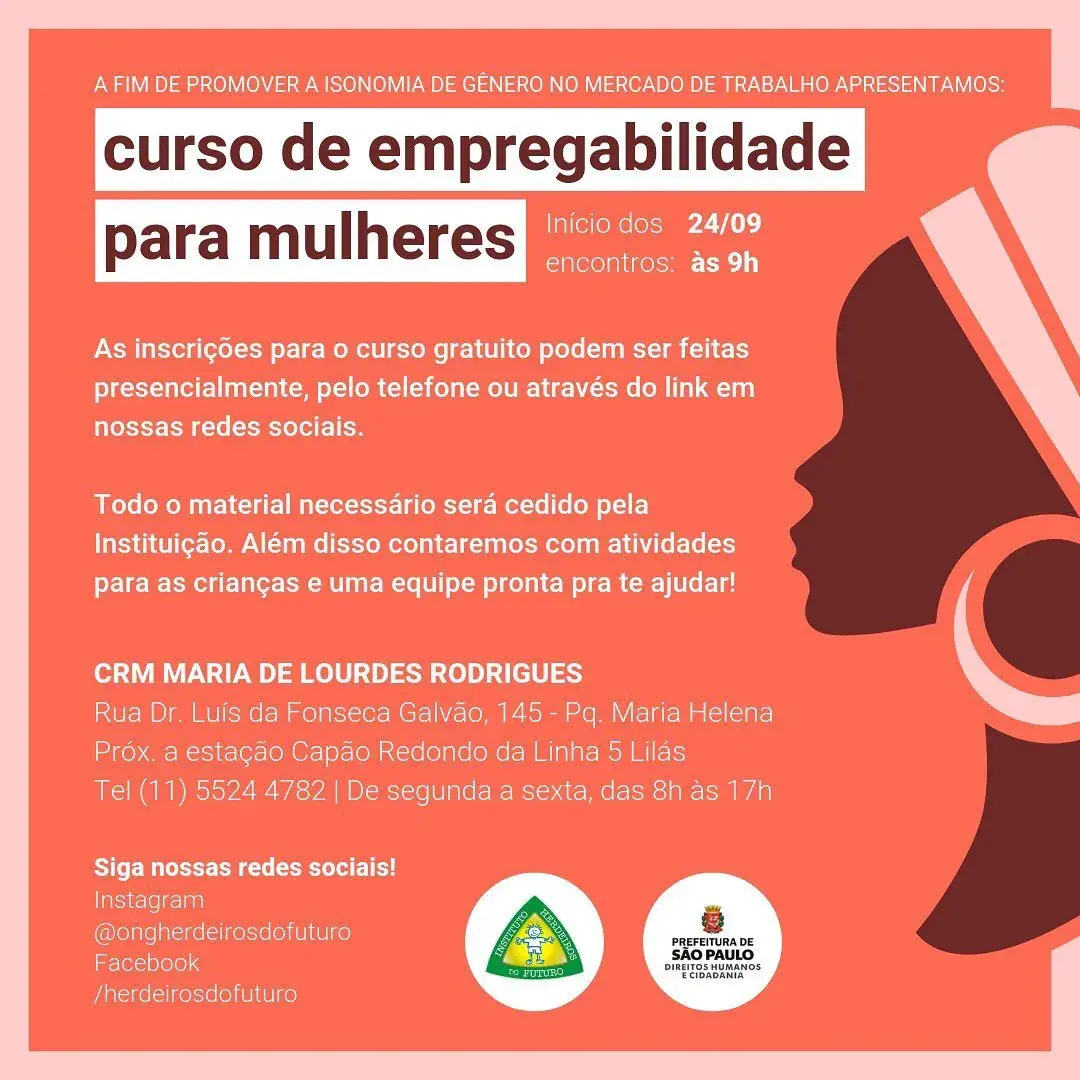 A FIM DE PROMOVER A ISONOMIA DE GÊNERO NO MERCADO DE TRABALHO APRESENTAMOS:
curso de empregabilidade
para mulheres
Início dos 24/09
encontros: às 9h
As inscrições para o curso gratuito podem ser feitas
presencialmente, pelo telefone ou através do link em
nossas redes sociais.
Todo o material necessário será cedido pela
Instituição. Além disso contaremos com atividades
para as crianças e uma equipe pronta pra te ajudar!
CRM MARIA DE LOURDES RODRIGUES
Rua Dr. Luís da Fonseca Galvão, 145 - Pq. Maria Helena
Próx. a estação Capão Redondo da Linha 5 Lilás
Tel (11) 5524 4782 | De segunda a sexta, das 8h às 17h
Siga nossas redes sociais!
Instagram
@ongherdeirosdofuturo
Facebook
/herdeirosdofuturo
INSTITUTO HERDEIROS
DO FUTURO
PREFEITURA DE
SÃO PAULO
DIREITOS HUMANOS
E CIDADANIA